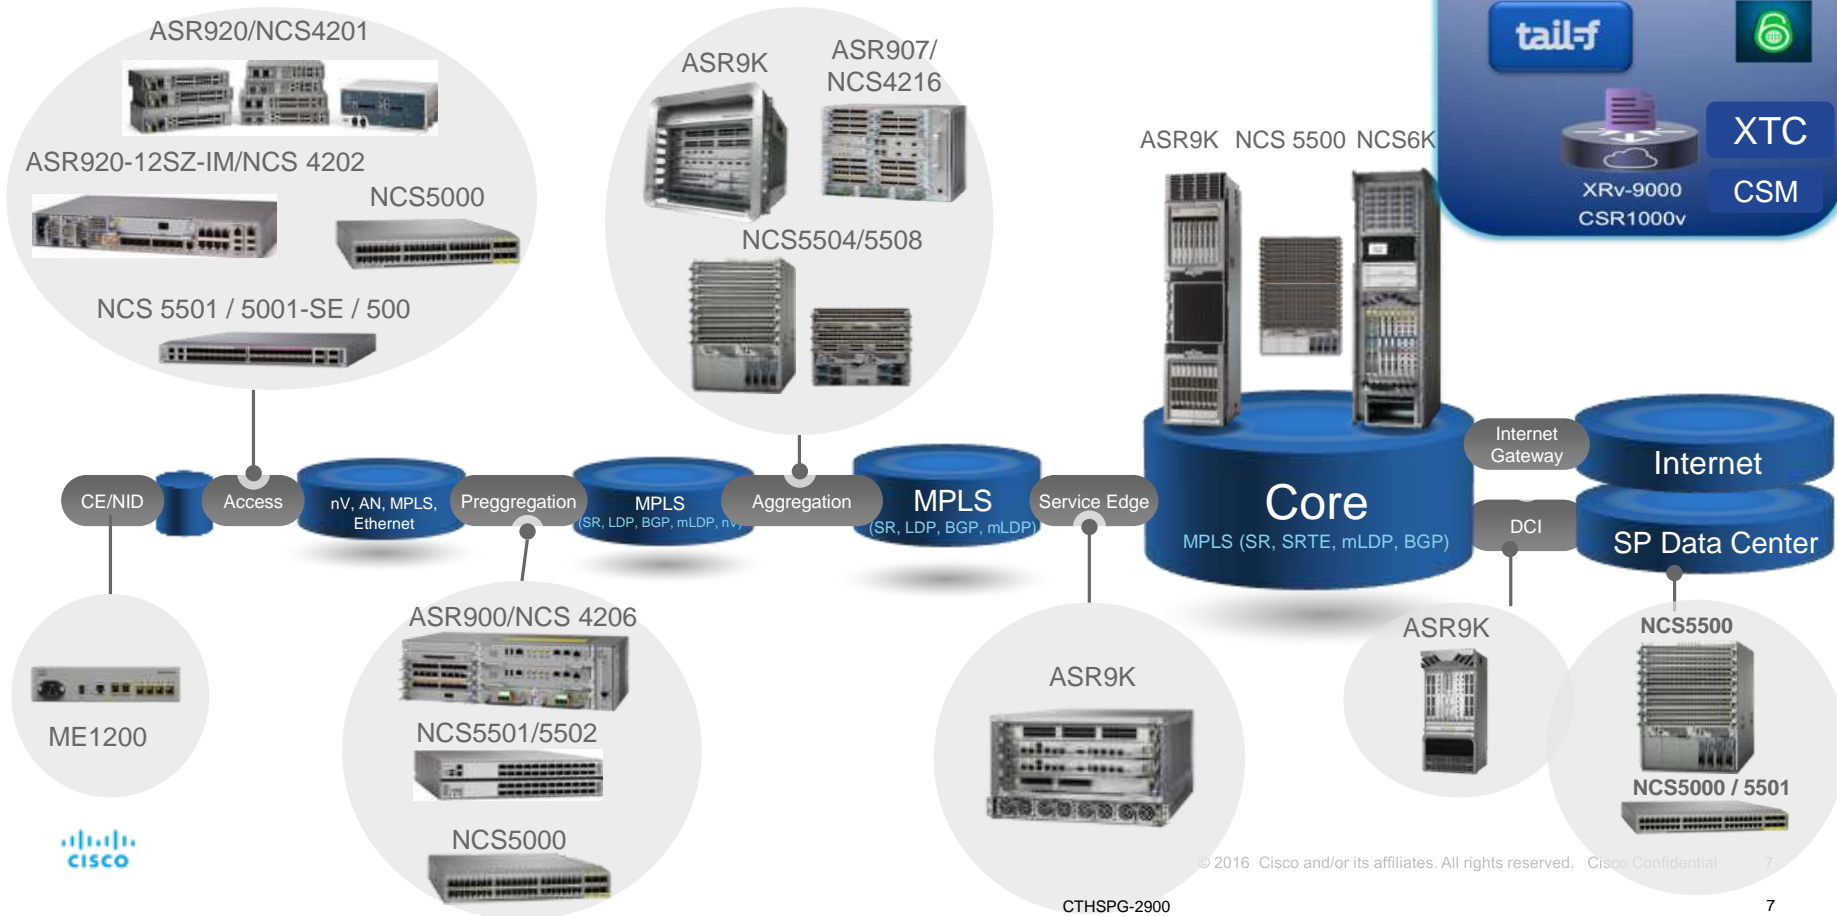 ASR920/NCS4201
ASR920-12SZ-IM/NCS 4202
NCS5000
NCS 5501 / 5001-SE / 500
ASR9K
ASR907/
NCS4216
NCS5504/5508
ASR9K NCS 5500 NCS6K
tail-f
6
XRv-9000
CSR1000v
XTC
CSM
CE/NID
Access
nV, AN, MPLS,
Ethernet
Preggregation
MPLS
(SR, LDP, BGP, mLDP, nV)
Aggregation
MPLS
(SR, LDP, BGP, mLDP)
Service Edge
Core
MPLS (SR, SRTE, mLDP, BGP)
Internet
Gateway
DCI
Internet
SP Data Center
ME1200
ASR900/NCS 4206
NCS5501/5502
NCS5000
ASR9K
ASR9K
NCS5500
NCS5000 / 5501
CISCO
© 2016 Cisco and/or its affiliates. All rights reserved. Cisco Confidential 7
CTHSPG-2900
7